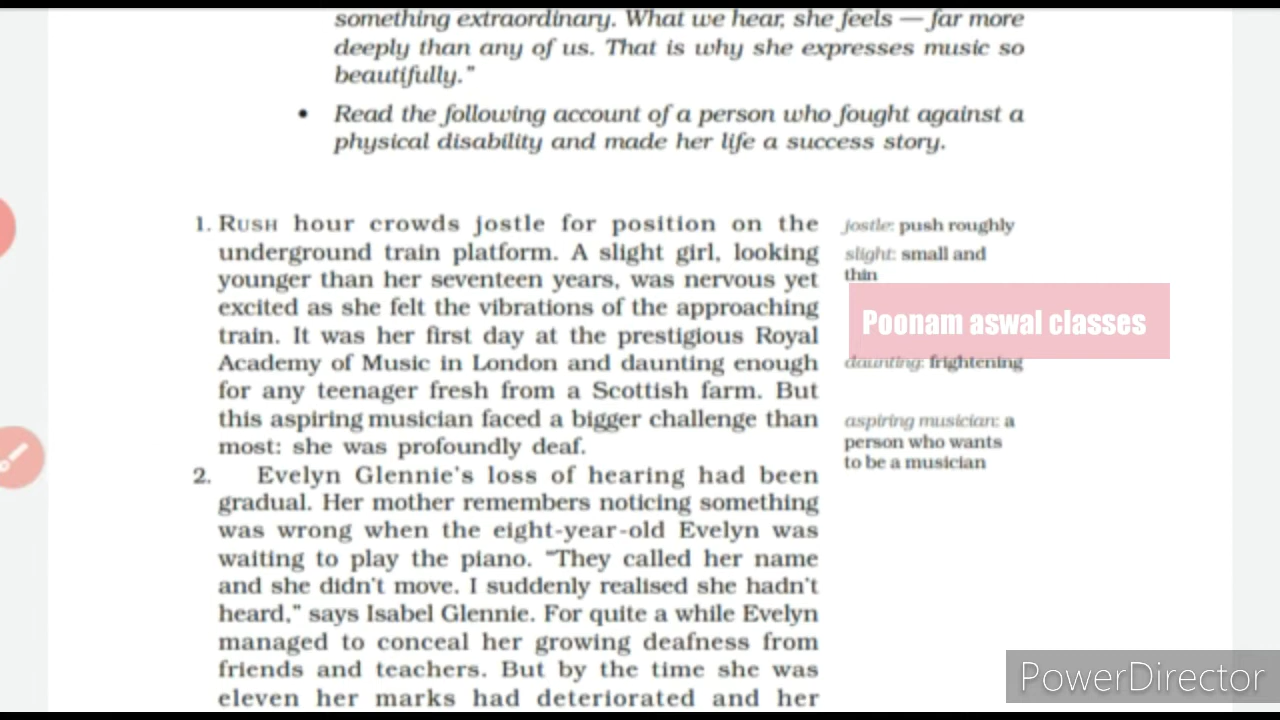 something extraordinary. What we hear, she feels — far more
deeply than any of us. That is why she expresses music so
beautifully."
• Read the following account of a person who fought against a
physical disability and made her life a success story.
1. RUSH hour crowds jostle for position on the
underground train platform. A slight girl, looking
younger than her seventeen years, was nervous yet
excited as she felt the vibrations of the approaching
train. It was her first day at the prestigious Royal
Academy of Music in London and daunting enough
for any teenager fresh from a Scottish farm. But
this aspiring musician faced a bigger challenge than
most: she was profoundly deaf.
2. Evelyn Glennie's loss of hearing had been
gradual. Her mother remembers noticing something
was wrong when the eight-year-old Evelyn was
waiting to play the piano. "They called her name
and she didn't move. I suddenly realised she hadn't
heard," says Isabel Glennie. For quite a while Evelyn
managed to conceal her growing deafness from
friends and teachers. But by the time she was
eleven her marks had deteriorated and her
jostle: push roughly
slight: small and
thin
Poonam aswal classes
daunting: frightening
aspiring musician: a
person who wants
to be a musician
PowerDirector